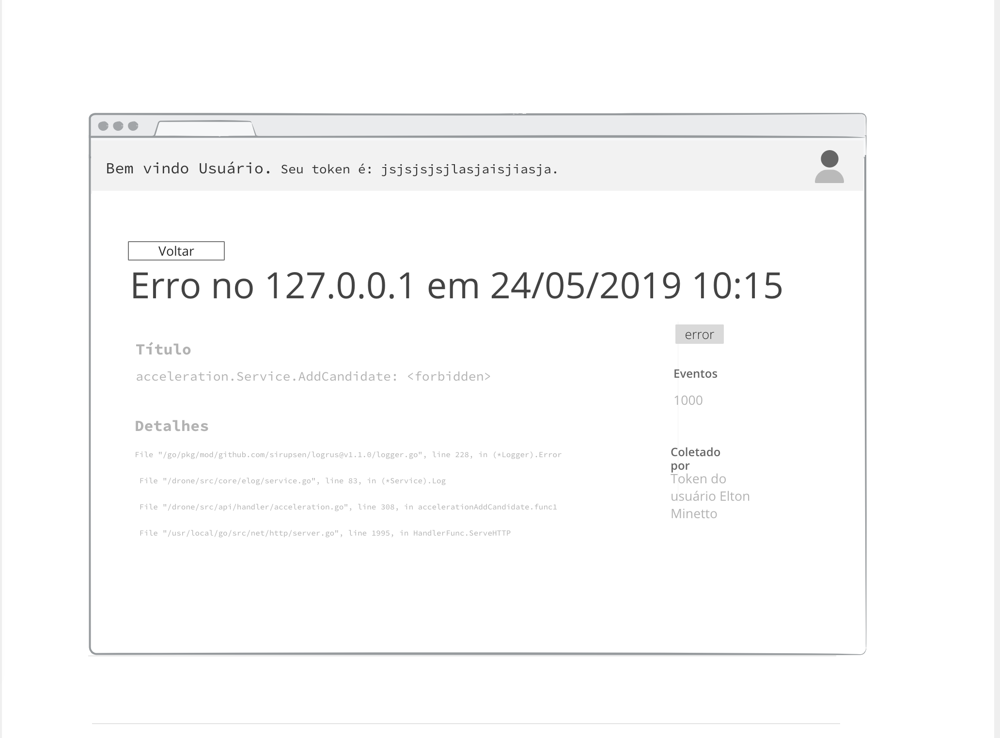 Bem vindo Usuário. Seu token é: jsjsjsjsjlasjaisjiasja.
Voltar
Erro no 127.0.0.1 em 24/05/2019 10:15
error
Título
acceleration.Service.AddCandidate: <forbidden>
Eventos
1000
Detalhes
File "/go/pkg/mod/github.com/sirupsen/logrus@v1.1.0/logger.go", line 228, in (*Logger).Error
File "/drone/src/core/elog/service.go", line 83, in (*Service).Log
File "/drone/src/api/handler/acceleration.go", line 308, in accelerationAddCandidate.func1
File "/usr/local/go/src/net/http/server.go", line 1995, in HandlerFunc.ServeHTTP
Coletado
por
Token do
usuário Elton
Minetto